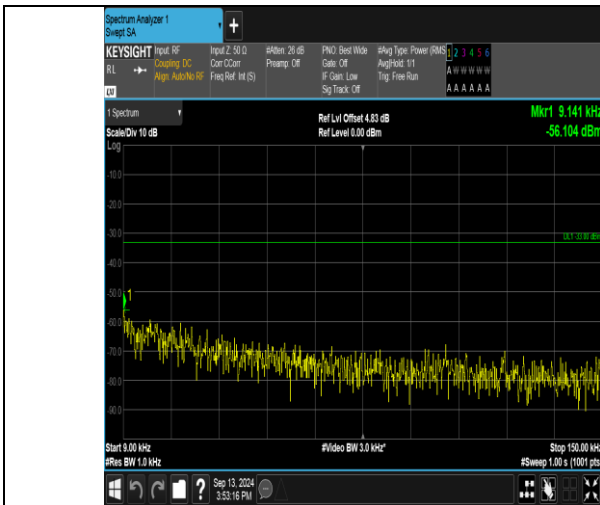 Spectrum Analyzer 1
Swept SA
+
KEYSIGHT Input: RF Input Z: 50 Ω #Atten: 26 dB PNO: Best Wide #Avg Type: Power (RMS 1 2 3 4 5 6
RL Coupling: DC Corr CCorr Preamp: Off Gate: Off Avg|Hold: 1/1 A W W W W W
Align: Auto/No RF Freq Ref: Int (S) IF Gain: Low Trig: Free Run
LXI Sig Track: Off A A A A A A
1 Spectrum Ref Lvl Offset 4.83 dB Mkr1 9.141 kHz
Scale/Div 10 dB Ref Level 0.00 dBm -56.104 dBm
Log
-10.0
-20.0
-30.0
DL1 -33.00 dBm
-40.0
-50.0
1
-60.0
-70.0
-80.0
-90.0
Start 9.00 kHz #Video BW 3.0 kHz* Stop 150.00 kHz
#Res BW 1.0 kHz #Sweep 1.00 s (1001 pts)
? Sep 13, 2024
3:53:16 PM